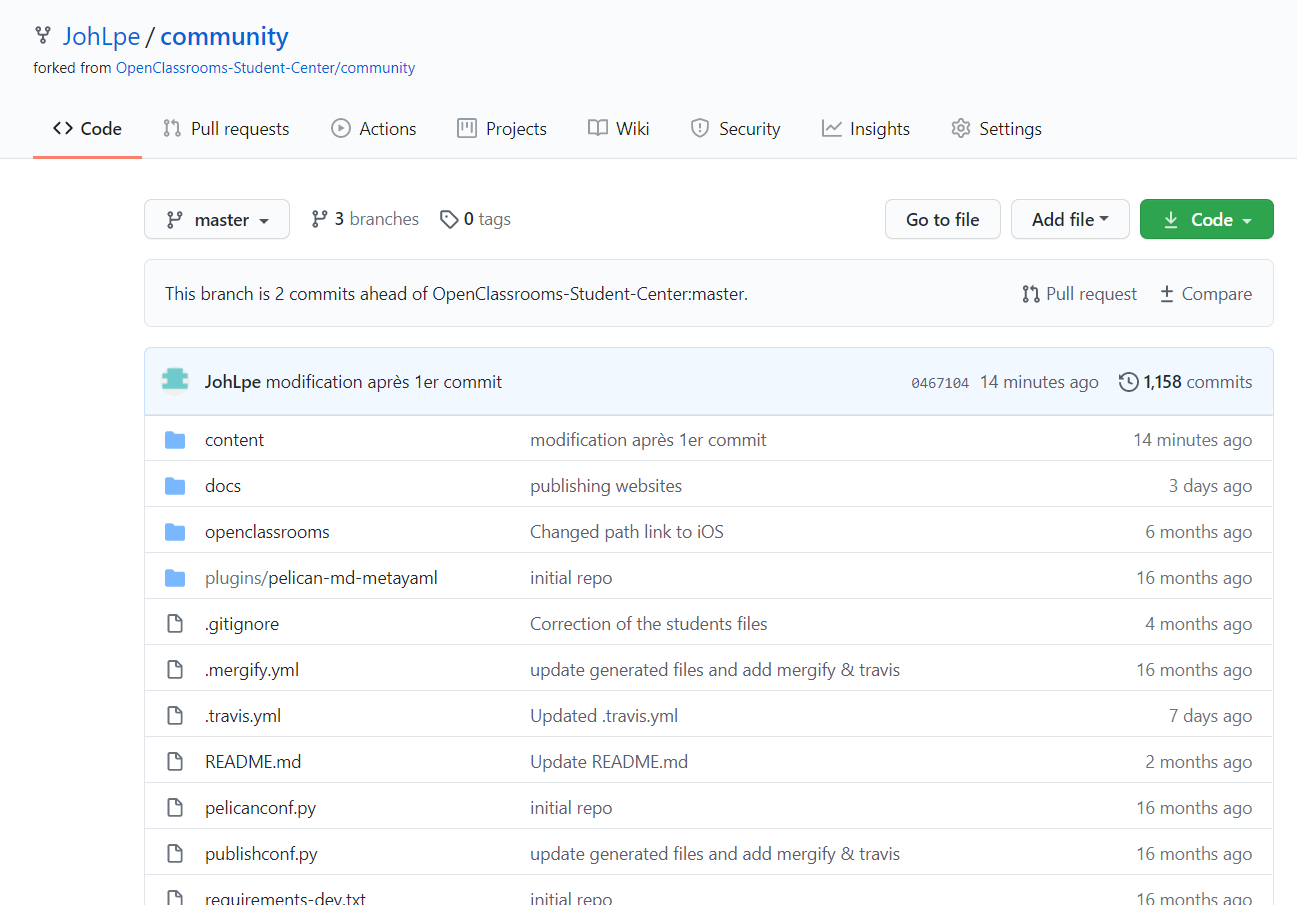 JohLpe / community
forked from OpenClassrooms-Student-Center/community
Code Pull requests Actions Projects Wiki Security Insights Settings
master 3 branches 0 tags Go to file Add file Code
This branch is 2 commits ahead of OpenClassrooms-Student-Center:master. Pull request Compare
JohLpe modification après 1er commit 0467104 14 minutes ago 1,158 commits
content modification après 1er commit 14 minutes ago
docs publishing websites 3 days ago
openclassrooms Changed path link to iOS 6 months ago
plugins/pelican-md-metayaml initial repo 16 months ago
.gitignore Correction of the students files 4 months ago
.mergify.yml update generated files and add mergify & travis 16 months ago
.travis.yml Updated .travis.yml 7 days ago
README.md Update README.md 2 months ago
pelicanconf.py initial repo 16 months ago
publishconf.py update generated files and add mergify & travis 16 months ago
requirements-dev.txt initial repo 16 months ago